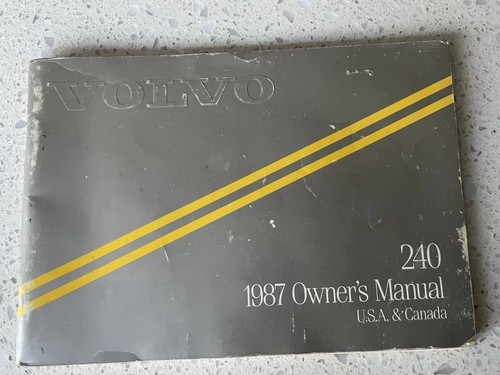 VOLVO
240
1987 Owner's Manual
U.S.A. & Canada